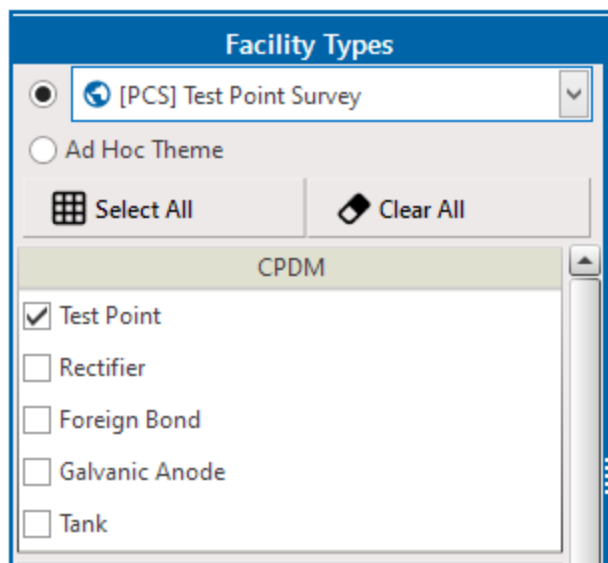 Facility Types
[PCS] Test Point Survey
Ad Hoc Theme
Select All
Clear All
CPDM
Test Point
Rectifier
Foreign Bond
Galvanic Anode
Tank